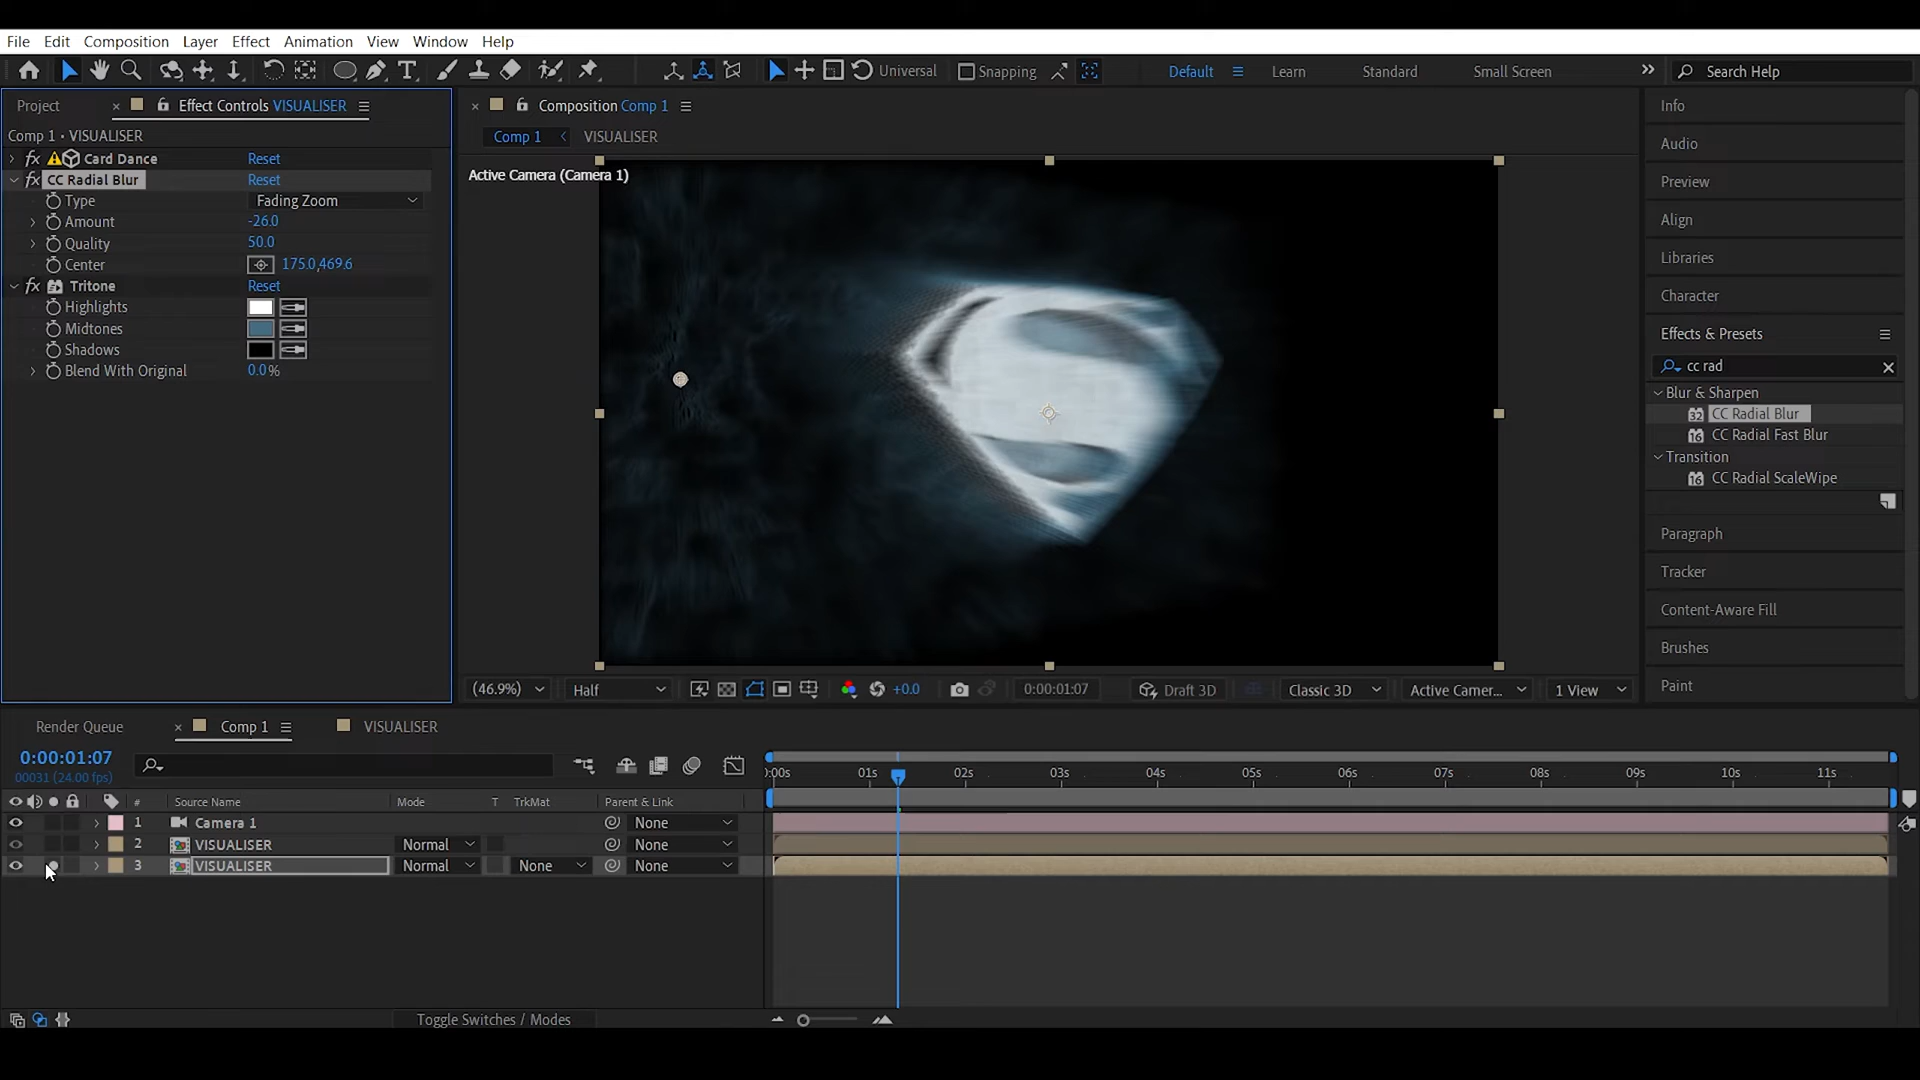 File Edit Composition Layer Effect Animation View Window Help
Universal Snapping Default Learn Standard Small Screen Search Help
Project Effect Controls VISUALISER
Composition Comp 1
Info
Comp 1 • VISUALISER
Comp 1 VISUALISER
Audio
Card Dance Reset
CC Radial Blur Reset
Active Camera (Camera 1)
Preview
Type Fading Zoom
Amount -26.0
Align
Quality 50.0
Center 175.0,469.6
Libraries
Tritone Reset
Character
Highlights
Midtones
Effects & Presets
Shadows
Blend With Original 0.0%
cc rad
Blur & Sharpen
32 CC Radial Blur
16 CC Radial Fast Blur
Transition
16 CC Radial ScaleWipe
Paragraph
Tracker
Content-Aware Fill
Brushes
Paint
(46.9%) Half +0.0 0:00:01:07 Draft 3D Classic 3D Active Camer... 1 View
Render Queue Comp 1 VISUALISER
0:00:01:07
00031 (24.00 fps)
:00s 01s 02s 03s 04s 05s 06s 07s 08s 09s 10s 11s
# Source Name Mode T TrkMat Parent & Link
1 Camera 1 None
2 VISUALISER Normal None
3 VISUALISER Normal None None
Toggle Switches / Modes